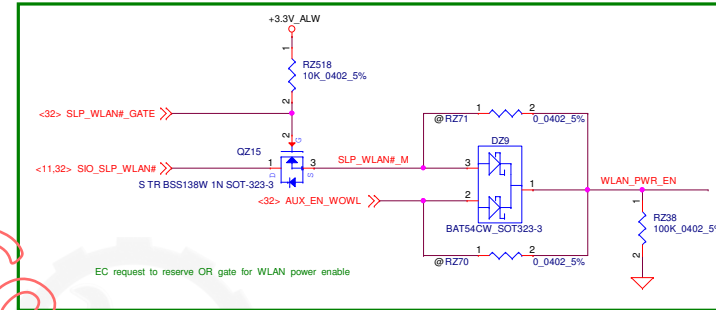 +3.3V_ALW
1
RZ518
10K_0402_5%
2
<32> SLP_WLAN#_GATE
2
G
QZ15
<11,32> SIO_SLP_WLAN#
1
D
3
S
SLP_WLAN#_M
S TR BSS138W 1N SOT-323-3
@RZ71
1
2
0_0402_5%
DZ9
3
2
1
BAT54CW_SOT323-3
<32> AUX_EN_WOWL
@RZ70
1
2
0_0402_5%
WLAN_PWR_EN
1
RZ38
100K_0402_5%
2
EC request to reserve OR gate for WLAN power enable